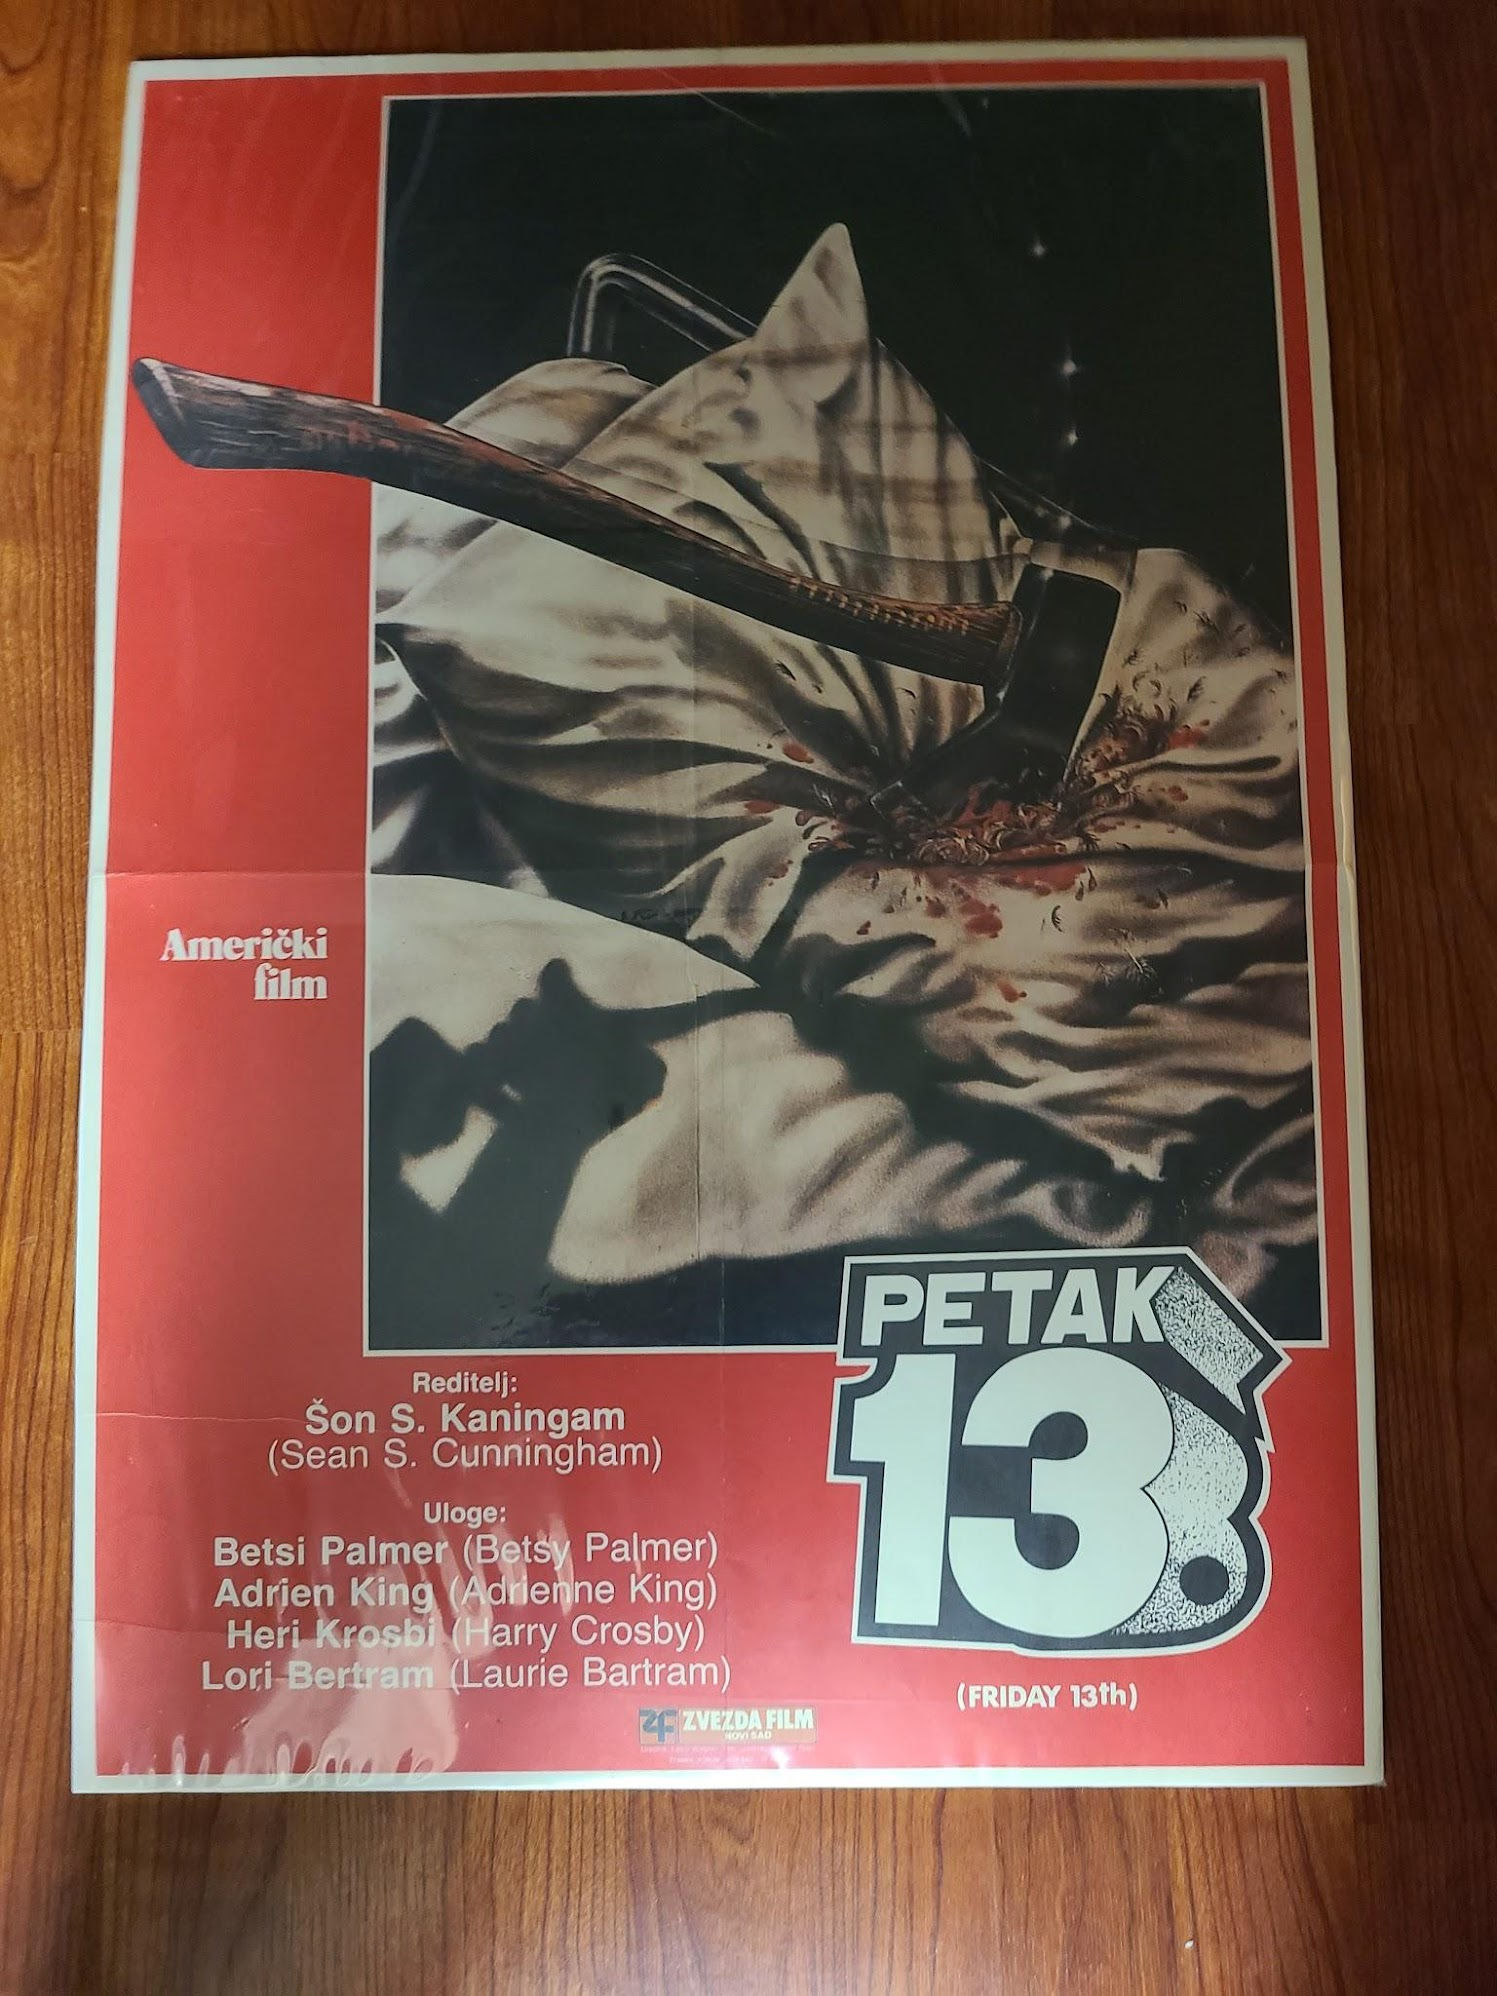 Američki
film
PETAK
13.
(FRIDAY 13th)
Reditelj:
Šon S. Kaningam
(Sean S. Cunningham)
Uloge:
Betsi Palmer (Betsy Palmer)
Adrien King (Adrienne King)
Heri Krosbi (Harry Crosby)
Lori Bertram (Laurie Bartram)
ZF ZVEZDA FILM
NOVI SAD